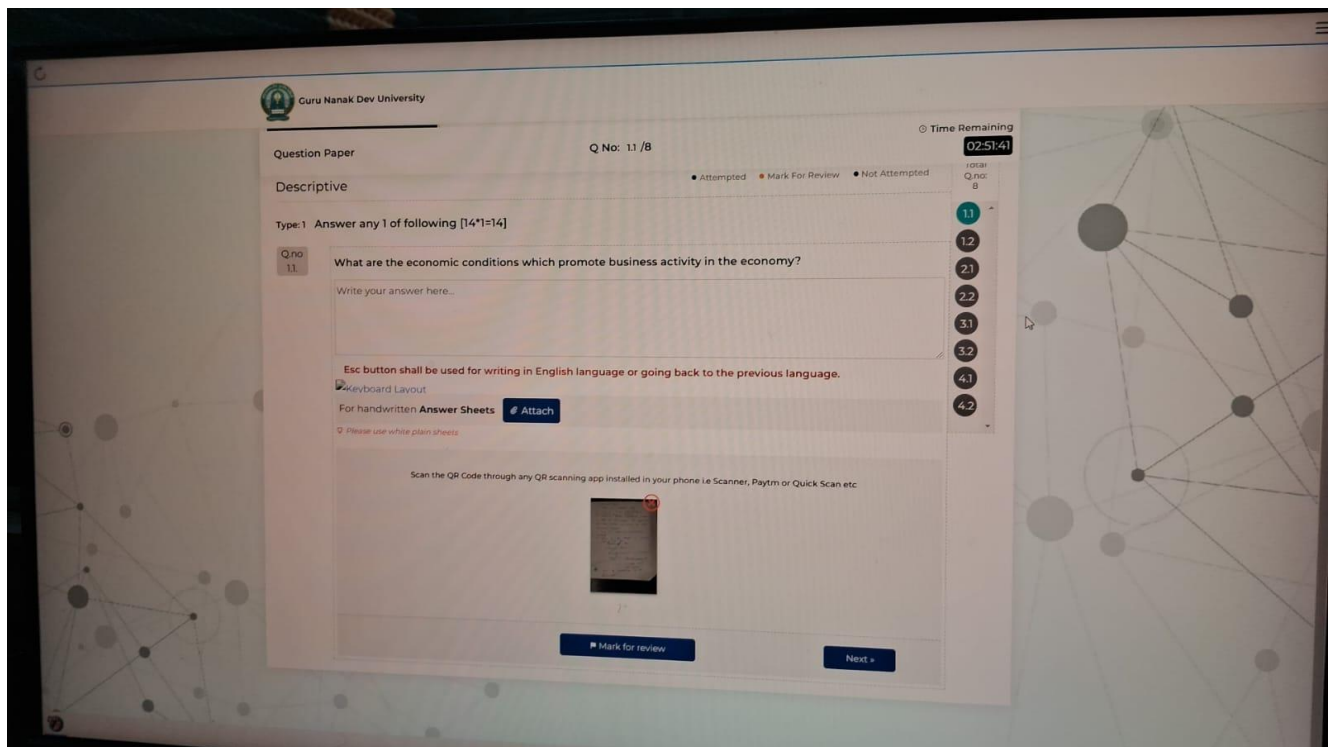 Guru Nanak Dev University
Time Remaining
Question Paper
Q No: 1.1 /8
02:51:41
Descriptive
Attempted
Mark For Review
Not Attempted
Total
Q.no:
8
Type: 1 Answer any 1 of following [14*1=14]
1.1
Q.no
1.1.
What are the economic conditions which promote business activity in the economy?
1.2
Write your answer here...
2.1
2.2
3.1
3.2
Esc button shall be used for writing in English language or going back to the previous language.
4.1
Keyboard Layout
For handwritten Answer Sheets
Attach
4.2
Please use white plain sheets
Scan the QR Code through any QR scanning app installed in your phone i.e Scanner, Paytm or Quick Scan etc
Mark for review
Next »